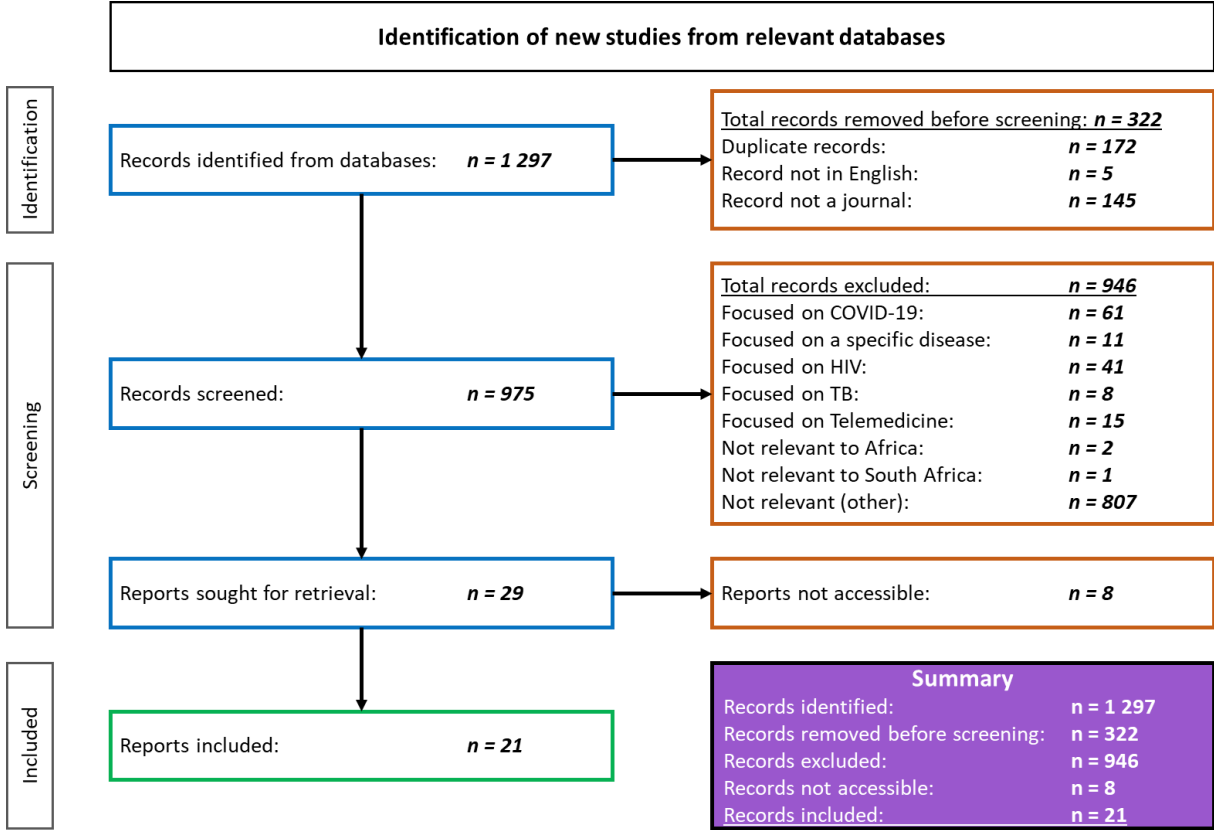 Identification of new studies from relevant databases
Identification
Records identified from databases: n = 1 297
Total records removed before screening: n = 322
Duplicate records: n = 172
Record not in English: n = 5
Record not a journal: n = 145
Screening
Records screened: n = 975
Total records excluded: n = 946
Focused on COVID-19: n = 61
Focused on a specific disease: n = 11
Focused on HIV: n = 41
Focused on TB: n = 8
Focused on Telemedicine: n = 15
Not relevant to Africa: n = 2
Not relevant to South Africa: n = 1
Not relevant (other): n = 807
Reports sought for retrieval: n = 29
Reports not accessible: n = 8
Included
Reports included: n = 21
Summary
Records identified: n = 1 297
Records removed before screening: n = 322
Records excluded: n = 946
Records not accessible: n = 8
Records included: n = 21